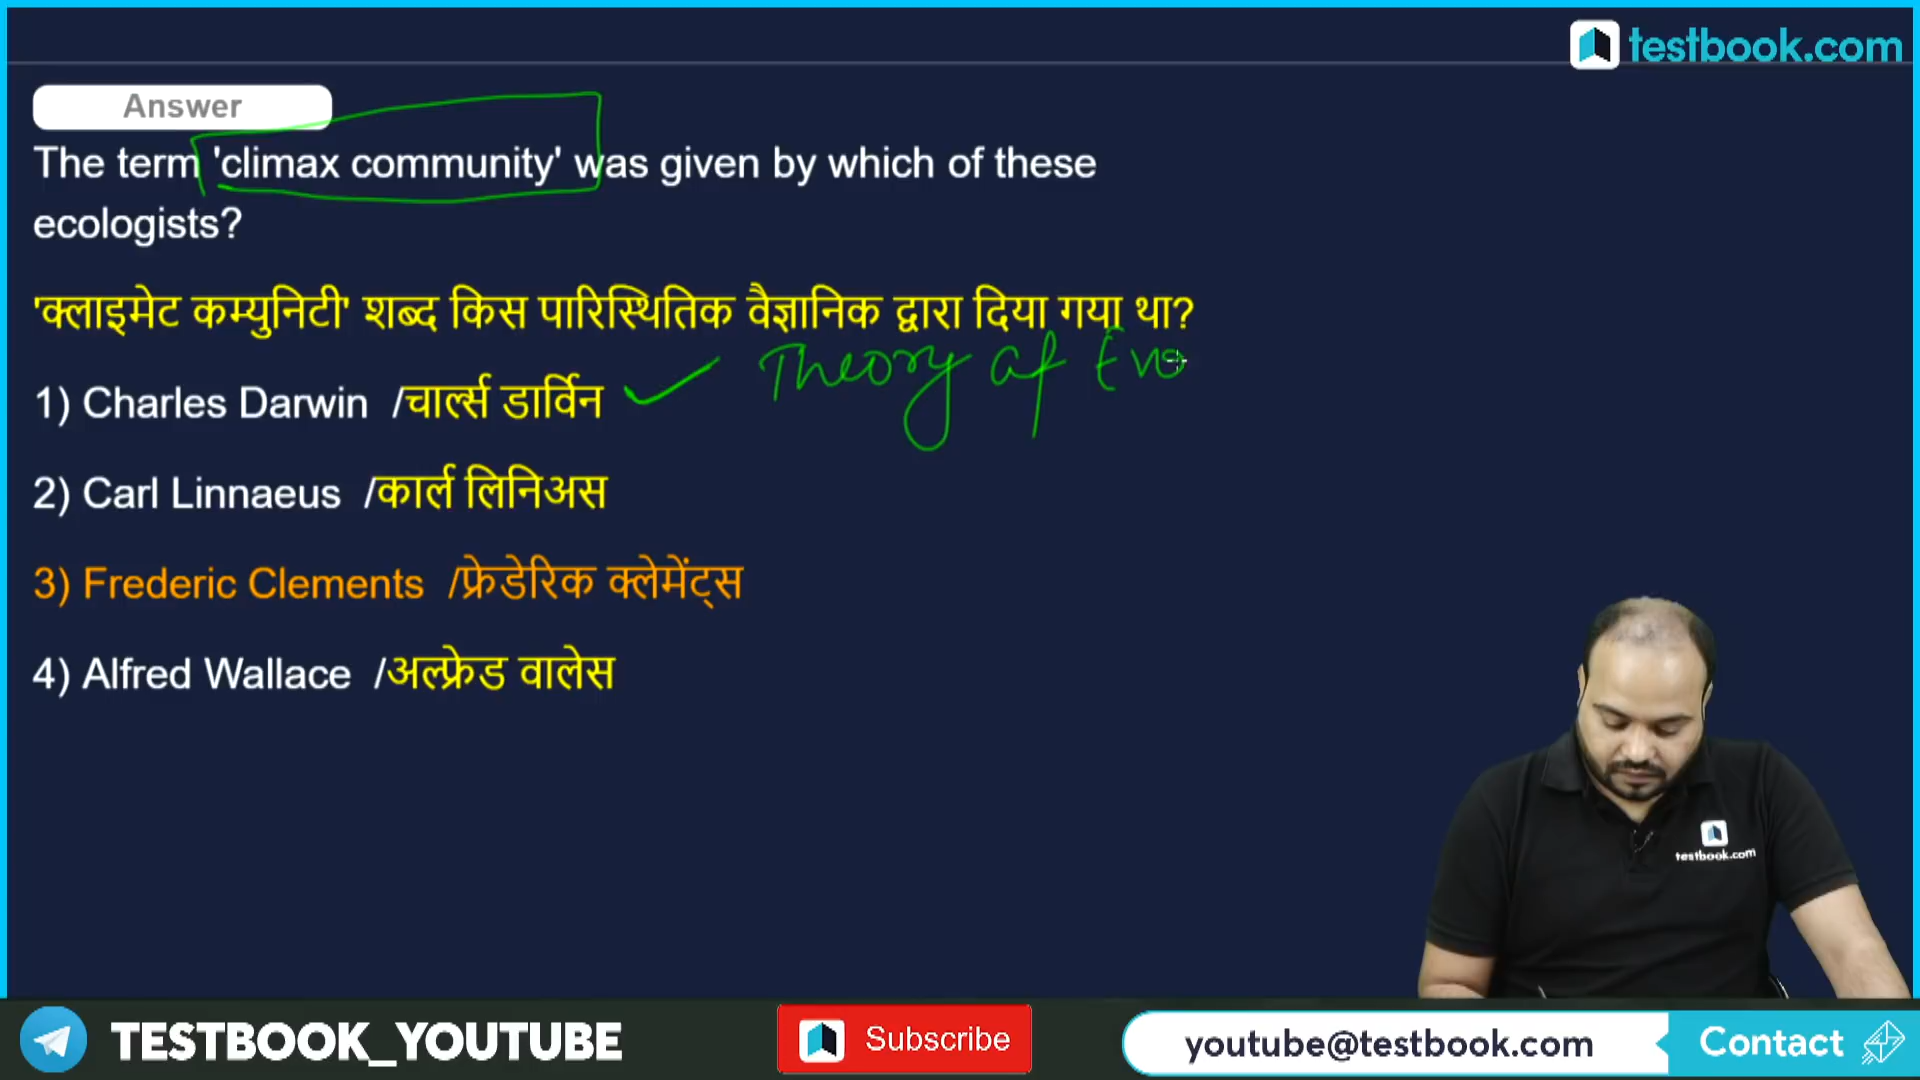 testbook.com
Answer
The term 'climax community' was given by which of these
ecologists?
'क्लाइमेट कम्युनिटी' शब्द किस पारिस्थितिक वैज्ञानिक द्वारा दिया गया था?
Theory of Evo
1) Charles Darwin /चार्ल्स डार्विन
2) Carl Linnaeus /कार्ल लिनिअस
3) Frederic Clements /फ्रेडेरिक क्लेमेंट्स
4) Alfred Wallace /अल्फ्रेड वालेस
testbook.com
TESTBOOK_YOUTUBE
Subscribe
youtube@testbook.com
Contact